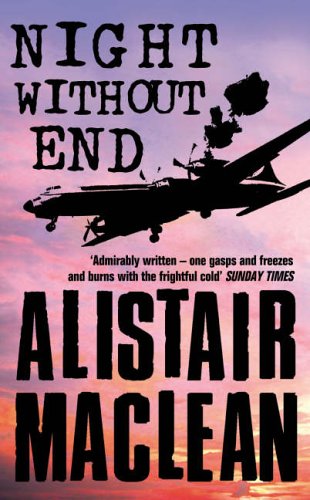 NIGHT
WITHOUT
END
'Admirably written – one gasps and freezes
and burns with the frightful cold' SUNDAY TIMES
ALISTAIR
MACLEAN